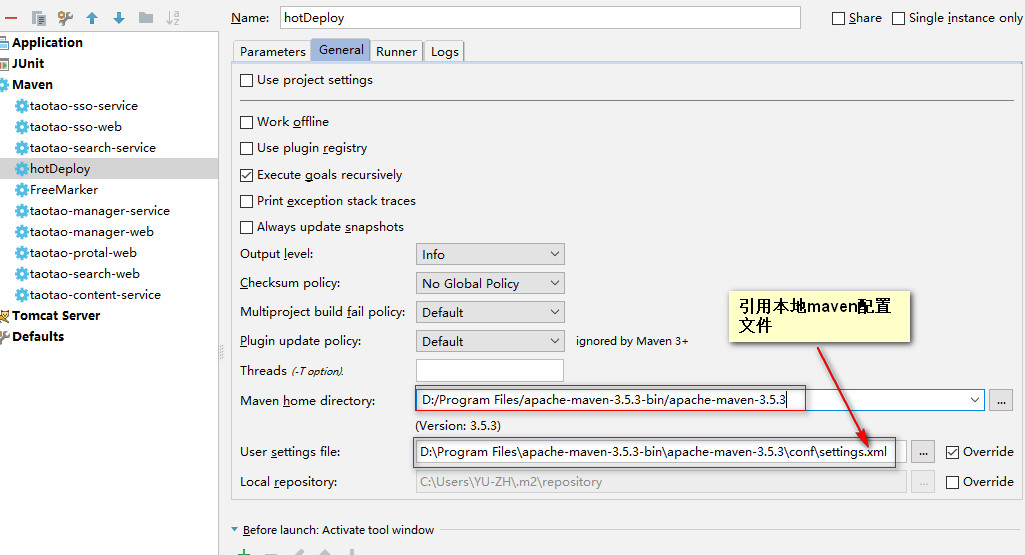 Name: hotDeploy Share Single instance only
Application
JUnit
Maven
taotao-sso-service
taotao-sso-web
taotao-search-service
hotDeploy
FreeMarker
taotao-manager-service
taotao-manager-web
taotao-protal-web
taotao-search-web
taotao-content-service
Tomcat Server
Defaults
Parameters General Runner Logs
Use project settings
Work offline
Use plugin registry
Execute goals recursively
Print exception stack traces
Always update snapshots
Output level: Info
Checksum policy: No Global Policy
Multiproject build fail policy: Default
Plugin update policy: Default ignored by Maven 3+
Threads (-T option).
引用本地maven配置
文件
Maven home directory: D:/Program Files/apache-maven-3.5.3-bin/apache-maven-3.5.3 ...
(Version: 3.5.3)
User settings file: D:\Program Files\apache-maven-3.5.3-bin\apache-maven-3.5.3\conf\settings.xml ... Override
Local repository: C:\Users\YU-ZH\.m2\repository ... Override
Before launch: Activate tool window